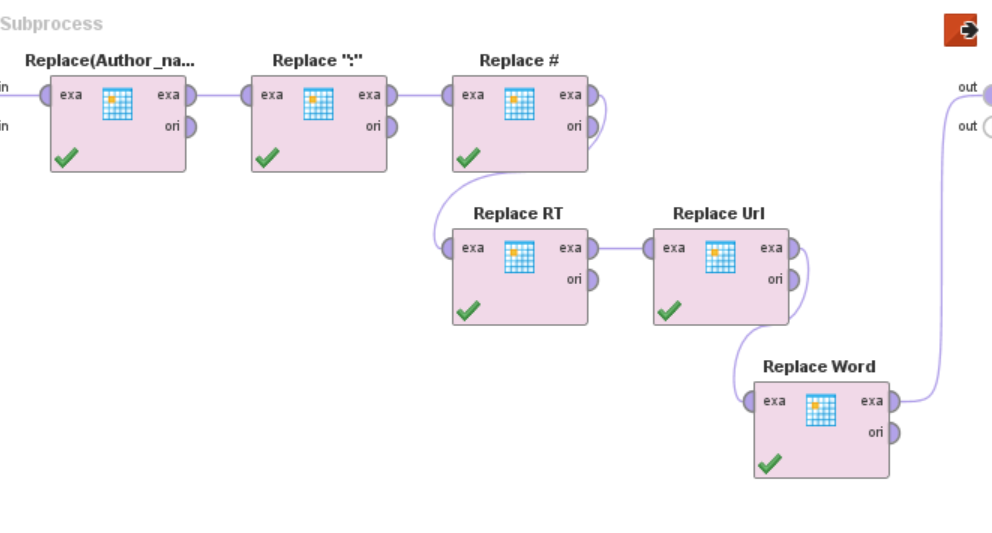 Subprocess
Replace(Author_na... Replace ":" Replace #
in exa exa exa exa exa exa out
in ori ori ori out
Replace RT Replace Url
exa exa exa exa
ori ori
Replace Word
exa exa
ori